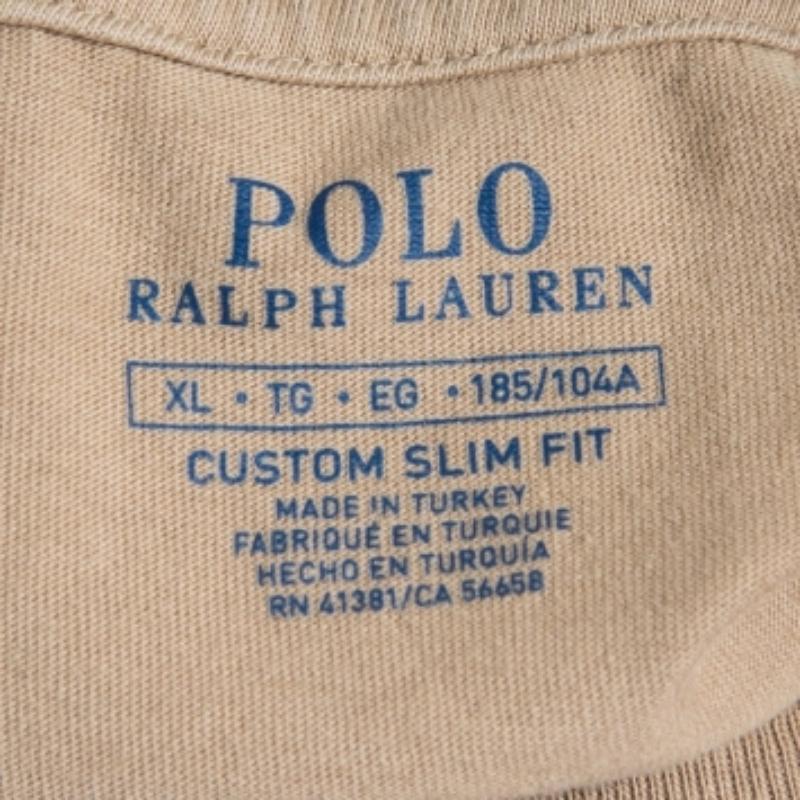 POLO
RALPH LAUREN
XL • TG • EG • 185/104A
CUSTOM SLIM FIT
MADE IN TURKEY
FABRIQUÉ EN TURQUIE
HECHO EN TURQUÍA
RN 41381/CA 56658